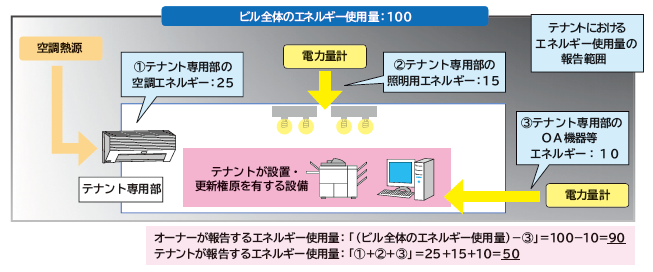 ビル全体のエネルギー使用量:100
テナントにおける
エネルギー使用量の
報告範囲
空調熱源
①テナント専用部の
空調エネルギー:25
電力量計
②テナント専用部の
照明用エネルギー:15
③テナント専用部の
OA機器等
エネルギー:10
テナント専用部
テナントが設置・
更新権原を有する設備
電力量計
オーナーが報告するエネルギー使用量:「(ビル全体のエネルギー使用量)−③」=100−10=90
テナントが報告するエネルギー使用量:「①+②+③」=25+15+10=50